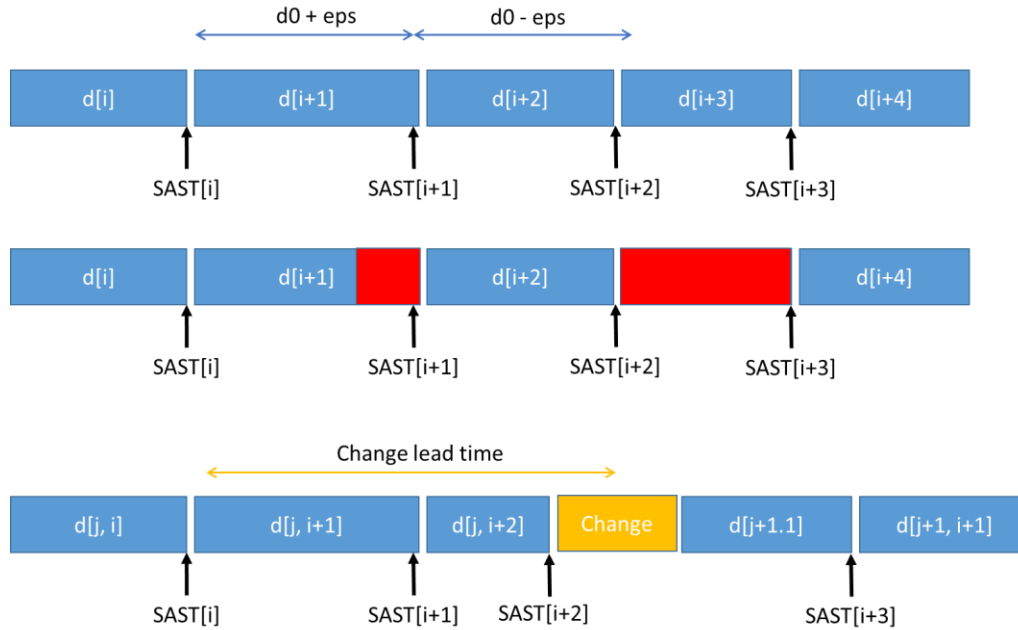 d0 + eps
d0 - eps
d[i]
d[i+1]
d[i+2]
d[i+3]
d[i+4]
SAST[i]
SAST[i+1]
SAST[i+2]
SAST[i+3]
d[i]
d[i+1]
d[i+2]
d[i+4]
SAST[i]
SAST[i+1]
SAST[i+2]
SAST[i+3]
Change lead time
d[j, i]
d[j, i+1]
d[j, i+2]
Change
d[j+1.1]
d[j+1, i+1]
SAST[i]
SAST[i+1]
SAST[i+2]
SAST[i+3]